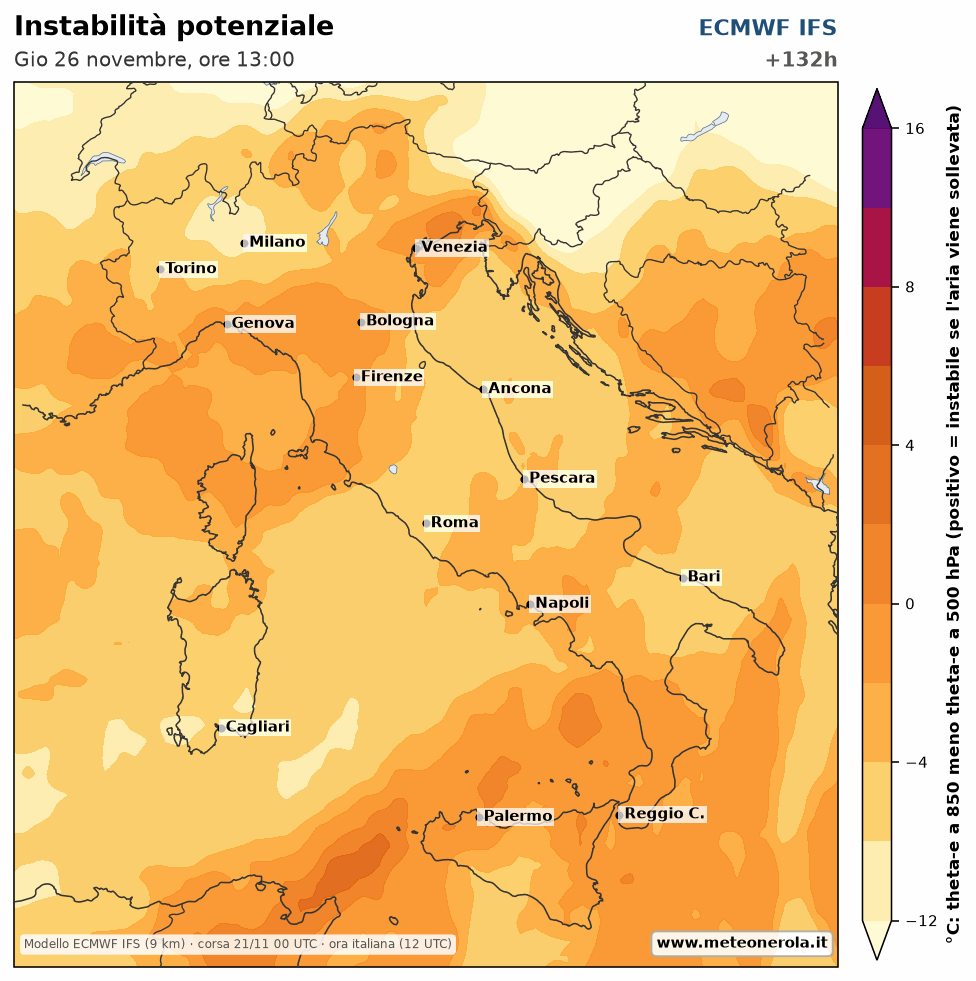 Instabilità potenziale
ECMWF IFS
Gio 26 novembre, ore 13:00
+132h
Milano
Venezia
Torino
Genova
Bologna
Firenze
Ancona
Pescara
Roma
Bari
Napoli
Cagliari
Palermo
Reggio C.
16
8
4
0
−4
−12
°C: theta-e a 850 meno theta-e a 500 hPa (positivo = instabile se l'aria viene sollevata)
Modello ECMWF IFS (9 km) · corsa 21/11 00 UTC · ora italiana (12 UTC)
www.meteonerola.it